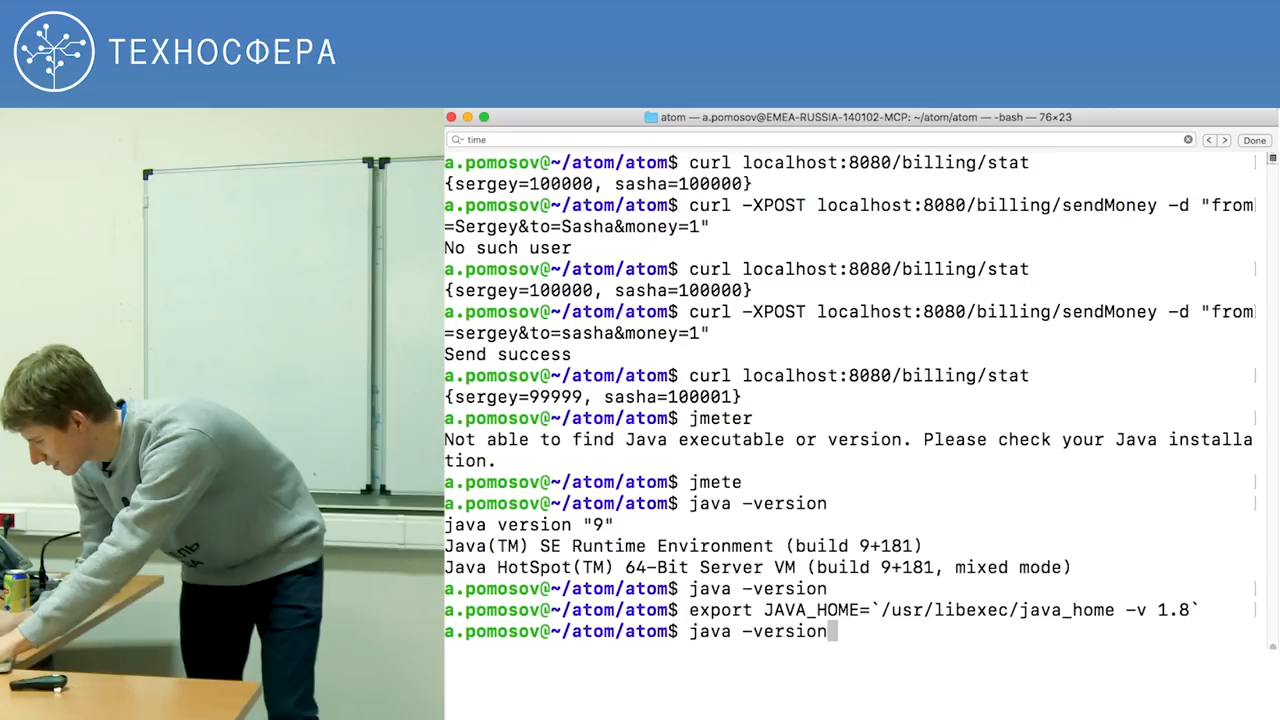 ТЕХНОСФЕРА
atom — a.pomosov@EMEA-RUSSIA-140102-MCP: ~/atom/atom — -bash — 76×23
time
Done
a.pomosov@~/atom/atom$ curl localhost:8080/billing/stat
{sergey=100000, sasha=100000}
a.pomosov@~/atom/atom$ curl -XPOST localhost:8080/billing/sendMoney -d "from
=Sergey&to=Sasha&money=1"
No such user
a.pomosov@~/atom/atom$ curl localhost:8080/billing/stat
{sergey=100000, sasha=100000}
a.pomosov@~/atom/atom$ curl -XPOST localhost:8080/billing/sendMoney -d "from
=sergey&to=sasha&money=1"
Send success
a.pomosov@~/atom/atom$ curl localhost:8080/billing/stat
{sergey=99999, sasha=100001}
a.pomosov@~/atom/atom$ jmeter
Not able to find Java executable or version. Please check your Java installa
tion.
a.pomosov@~/atom/atom$ jmete
a.pomosov@~/atom/atom$ java -version
java version "9"
Java(TM) SE Runtime Environment (build 9+181)
Java HotSpot(TM) 64-Bit Server VM (build 9+181, mixed mode)
a.pomosov@~/atom/atom$ java -version
a.pomosov@~/atom/atom$ export JAVA_HOME=`/usr/libexec/java_home -v 1.8`
a.pomosov@~/atom/atom$ java -version